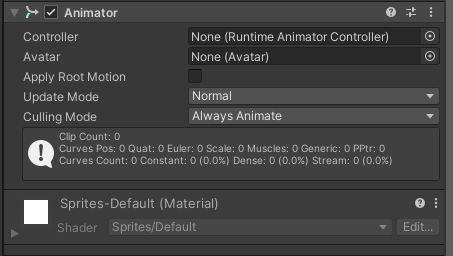 Animator
Controller None (Runtime Animator Controller)
Avatar None (Avatar)
Apply Root Motion
Update Mode Normal
Culling Mode Always Animate
Clip Count: 0
Curves Pos: 0 Quat: 0 Euler: 0 Scale: 0 Muscles: 0 Generic: 0 PPtr: 0
Curves Count: 0 Constant: 0 (0.0%) Dense: 0 (0.0%) Stream: 0 (0.0%)
Sprites-Default (Material)
Shader Sprites/Default Edit...